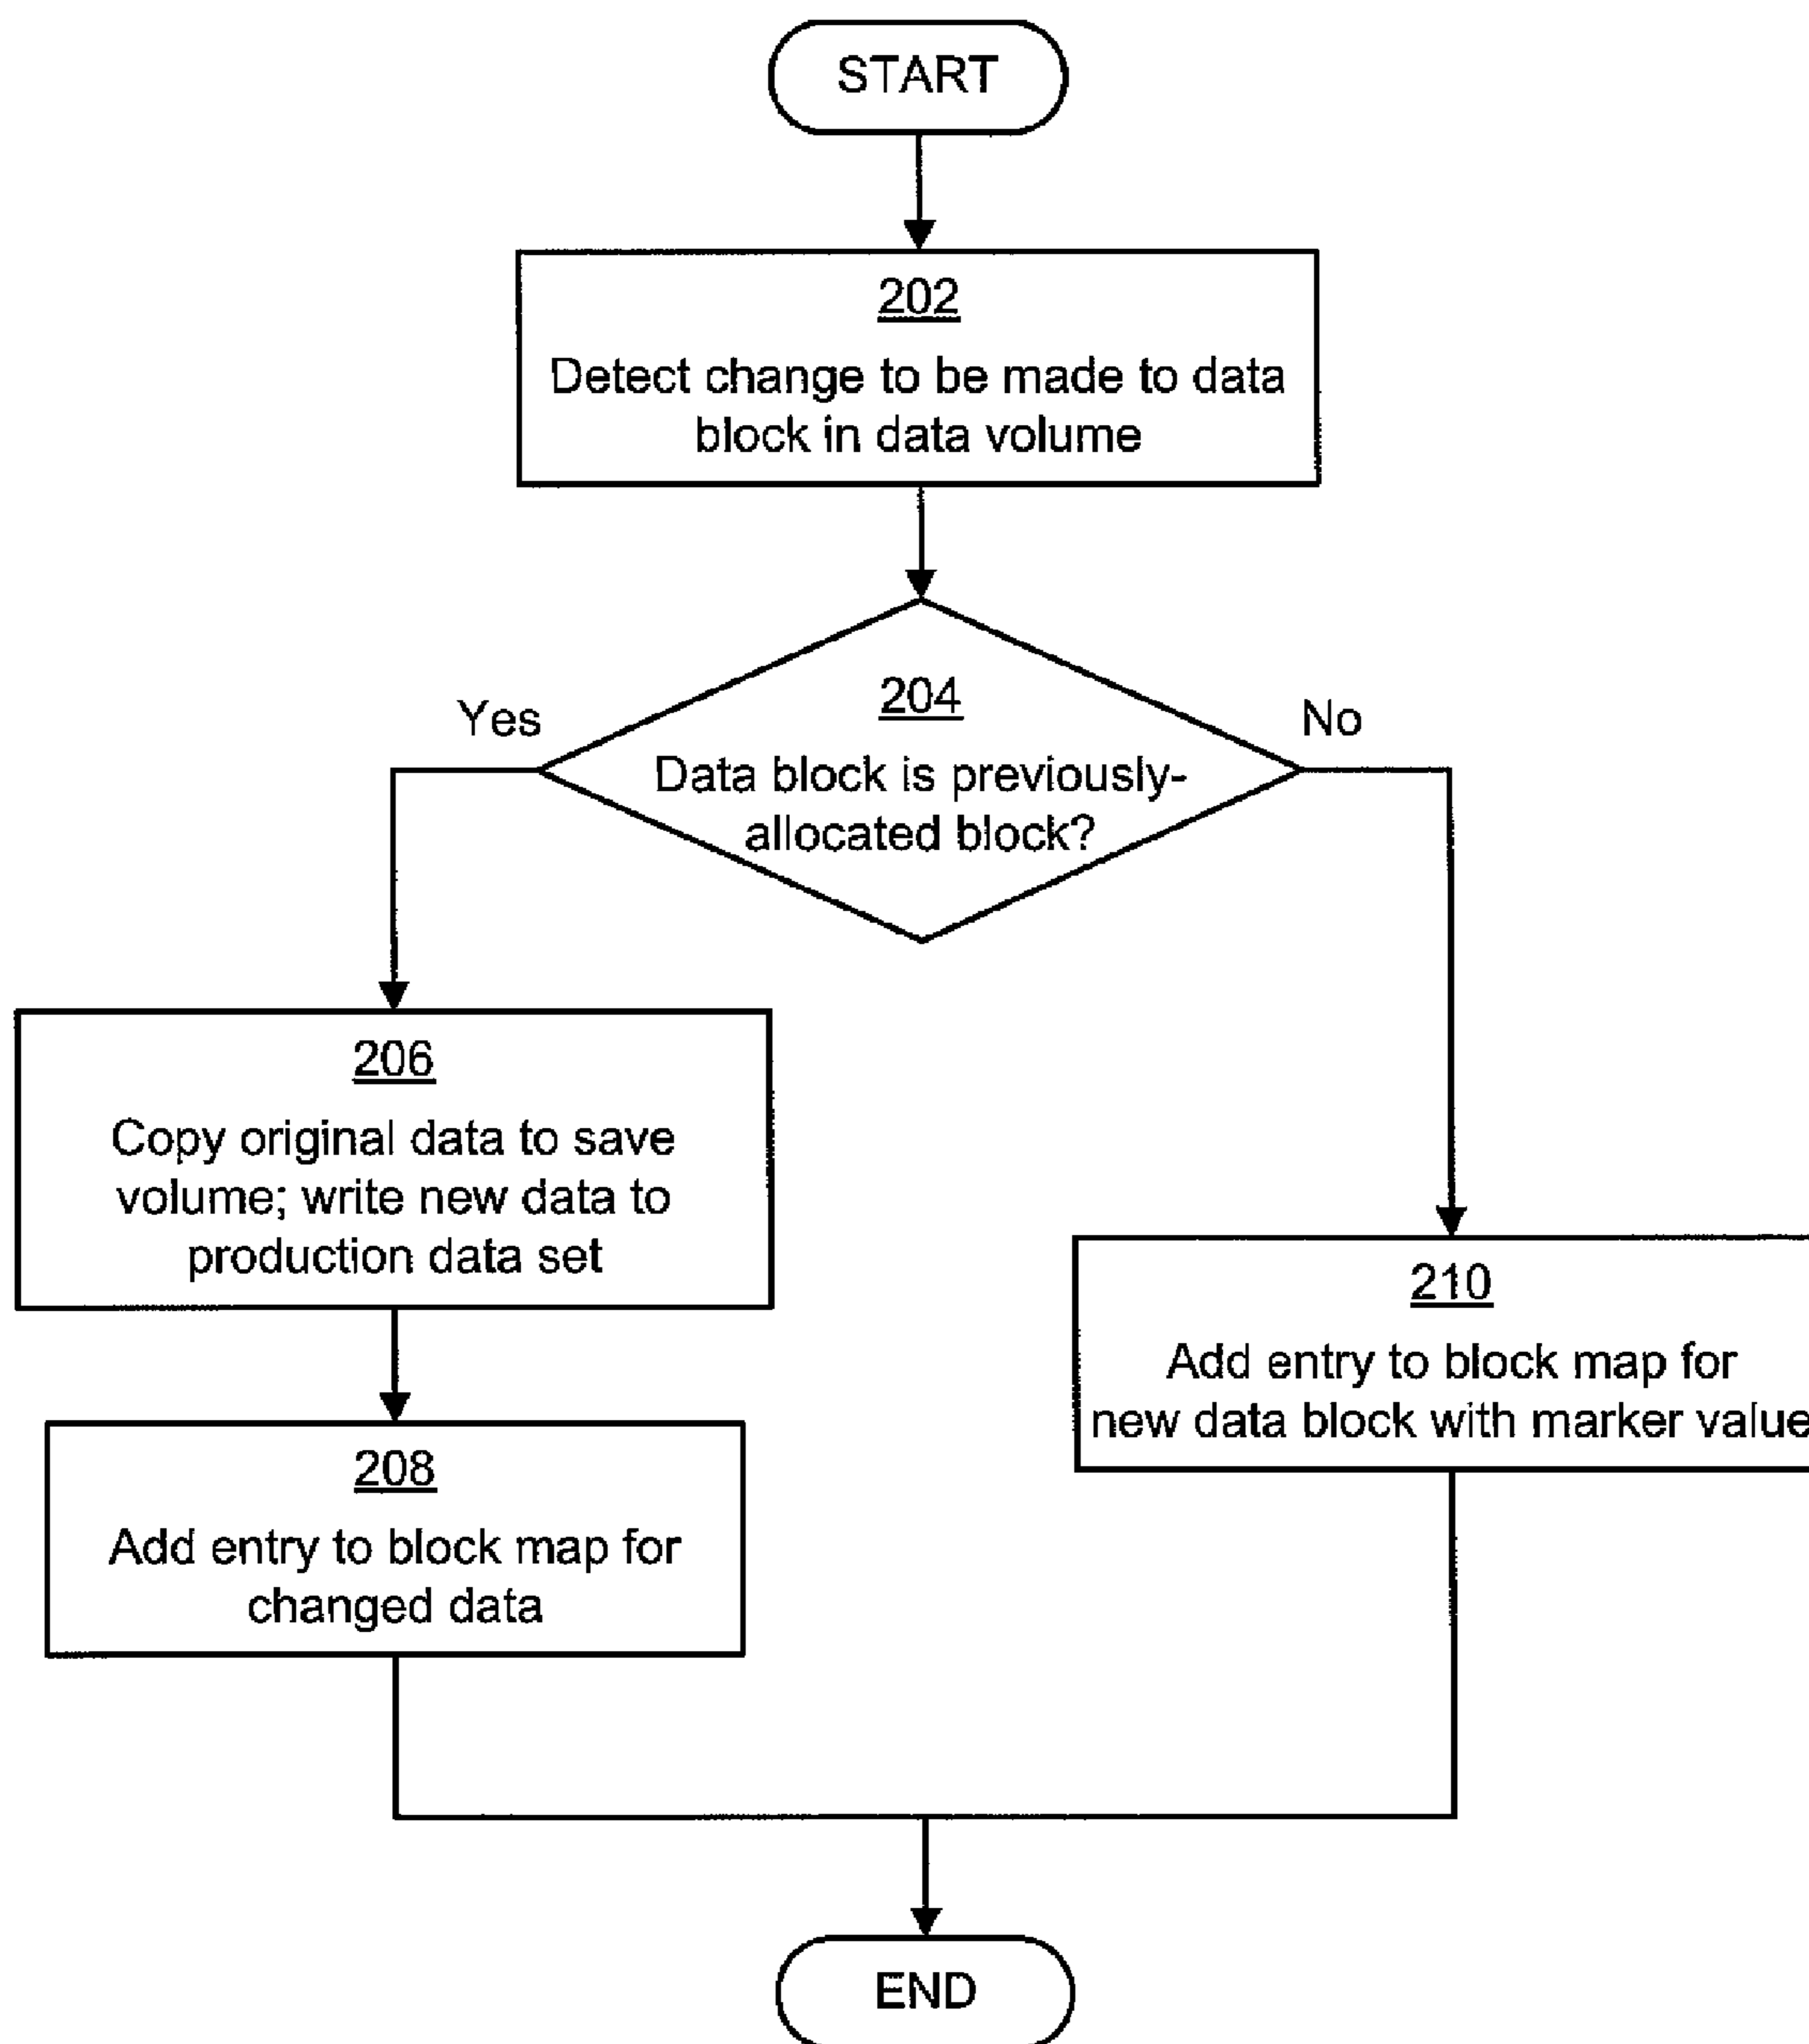 START
202
Detect change to be made to data
block in data volume
204
Yes
No
Data block is previously-
allocated block?
206
Copy original data to save
volume; write new data to
production data set
210
Add entry to block map for
new data block with marker value
208
Add entry to block map for
changed data
END